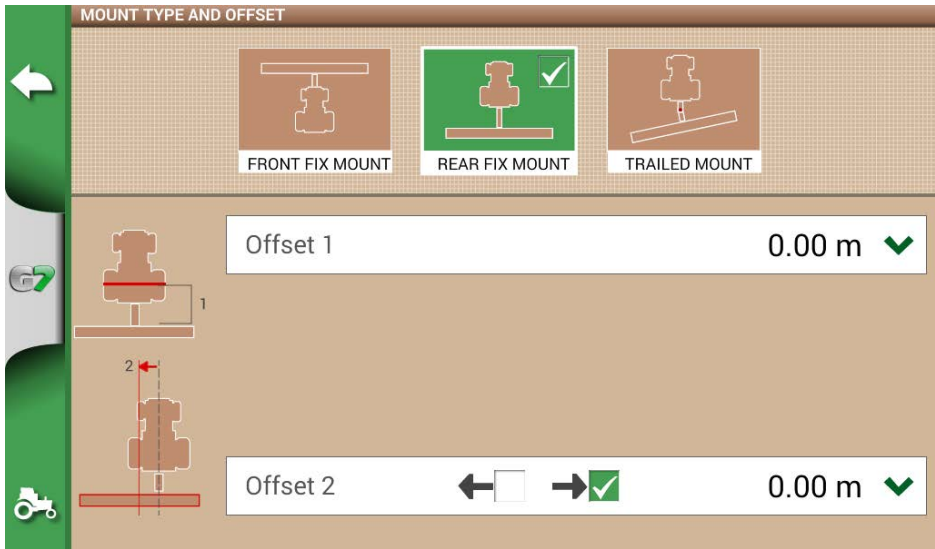 MOUNT TYPE AND OFFSET
FRONT FIX MOUNT
REAR FIX MOUNT
TRAILED MOUNT
Offset 1
0.00 m
G7
1
2
Offset 2
0.00 m